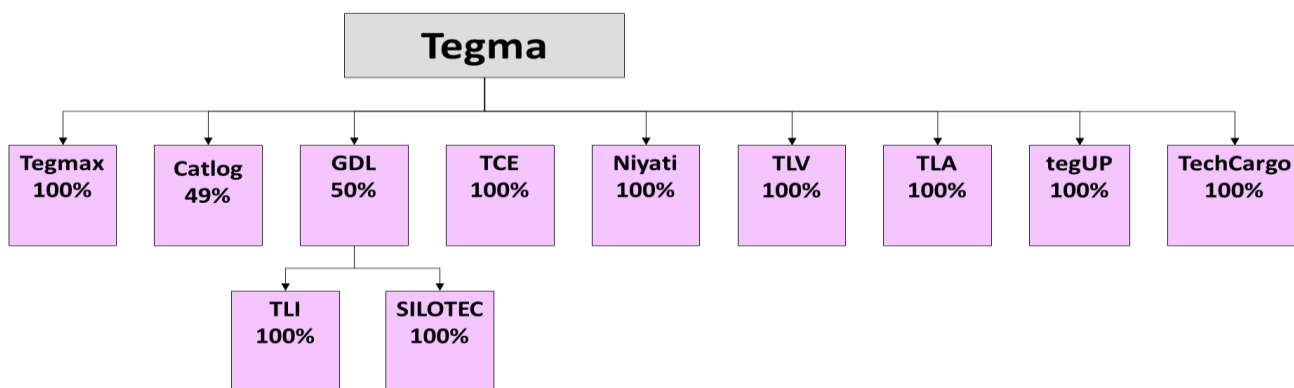 Tegma
Tegmax
100%
Catlog
49%
GDL
50%
TCE
100%
Niyati
100%
TLV
100%
TLA
100%
tegUP
100%
TechCargo
100%
TLI
100%
SILOTEC
100%